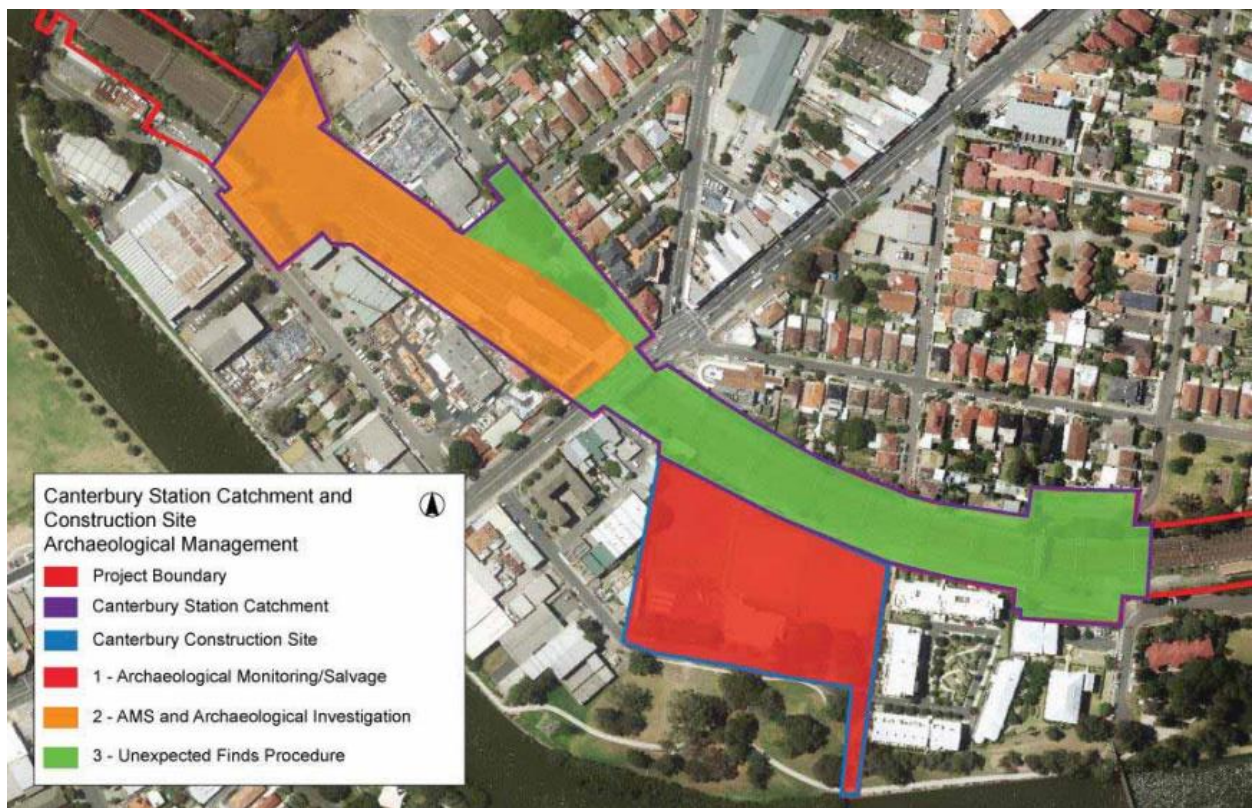 Canterbury Station Catchment and
Construction Site
Archaeological Management
Project Boundary
Canterbury Station Catchment
Canterbury Construction Site
1 - Archaeological Monitoring/Salvage
2 - AMS and Archaeological Investigation
3 - Unexpected Finds Procedure